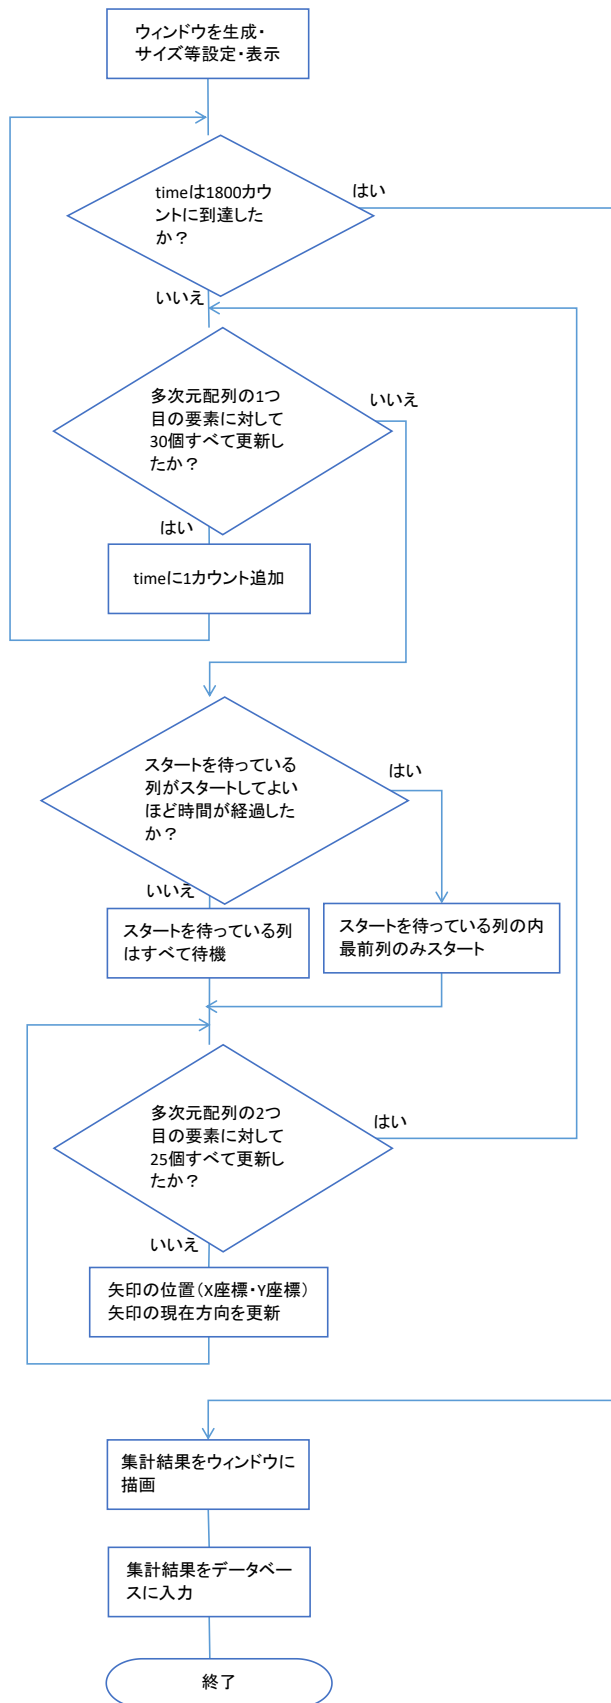 ウィンドウを生成・
サイズ等設定・表示
timeは1800カウ
ントに到達した
か？
はい
いいえ
多次元配列の1つ
目の要素に対して
30個すべて更新し
たか？
いいえ
はい
timeに1カウント追加
スタートを待っている
列がスタートしてよい
ほど時間が経過した
か？
はい
いいえ
スタートを待っている列
はすべて待機
スタートを待っている列の内
最前列のみスタート
多次元配列の2つ
目の要素に対して
25個すべて更新し
たか？
はい
いいえ
矢印の位置（X座標・Y座標）
矢印の現在方向を更新
集計結果をウィンドウに
描画
集計結果をデータベー
スに入力
終了